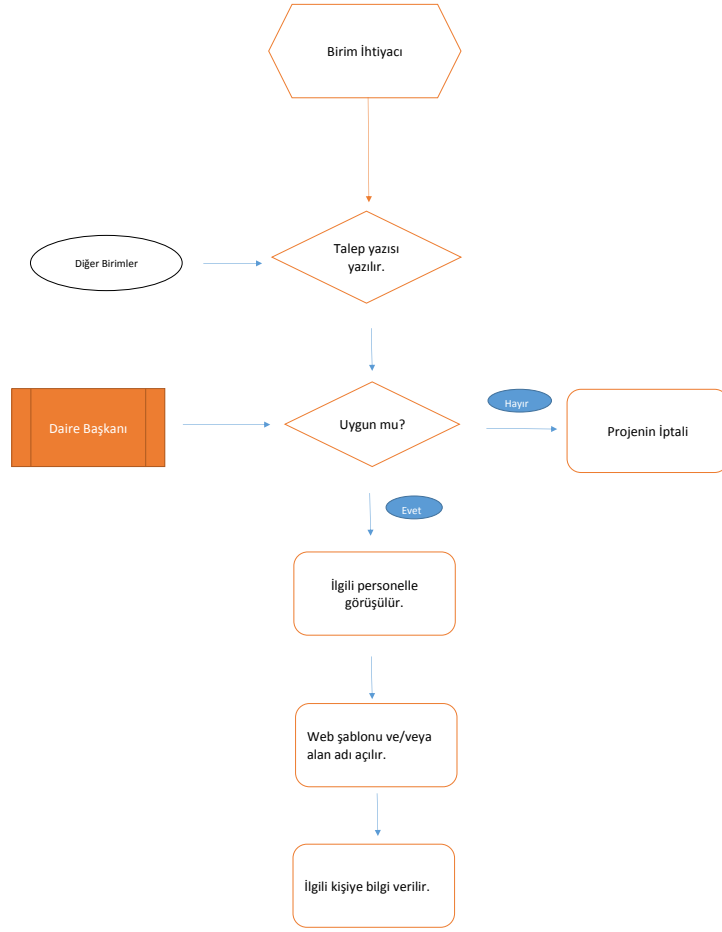 Birim İhtiyacı
Talep yazısı
yazılır.
Diğer Birimler
Daire Başkanı
Uygun mu?
Hayır
Projenin İptali
Evet
İlgili personelle
görüşülür.
Web şablonu ve/veya
alan adı açılır.
İlgili kişiye bilgi verilir.